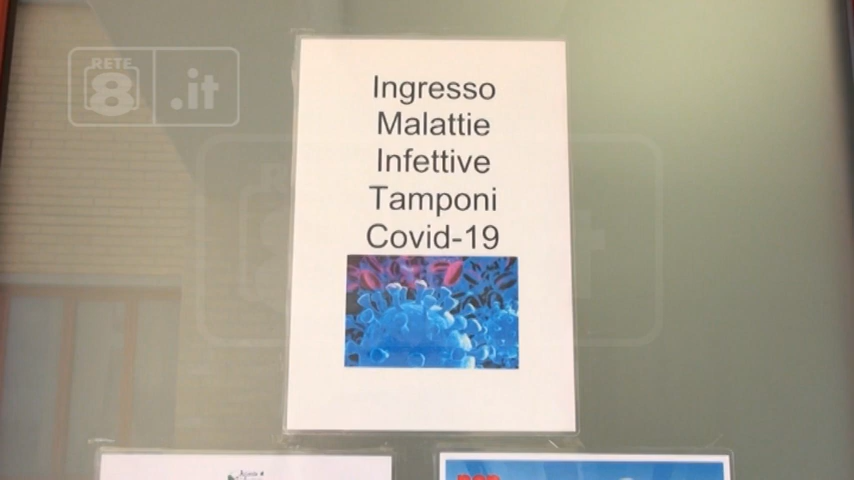 RETE
8
.it
Ingresso
Malattie
Infettive
Tamponi
Covid-19